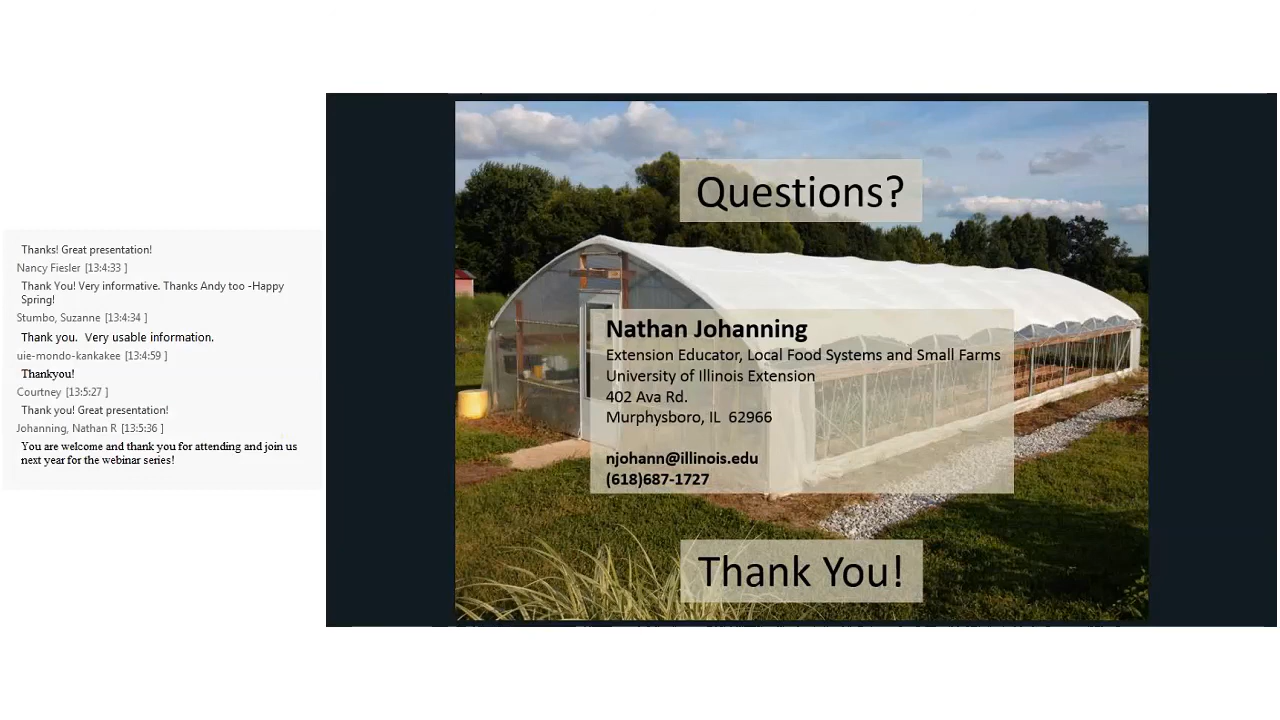 Thanks! Great presentation!
Nancy Fiesler [13:4:33 ]
Thank You! Very informative. Thanks Andy too -Happy
Spring!
Stumbo, Suzanne [13:4:34 ]
Thank you.  Very usable information.
uie-mondo-kankakee [13:4:59 ]
Thankyou!
Courtney [13:5:27 ]
Thank you! Great presentation!
Johanning, Nathan R [13:5:36 ]
You are welcome and thank you for attending and join us
next year for the webinar series!
Questions?
Nathan Johanning
Extension Educator, Local Food Systems and Small Farms
University of Illinois Extension
402 Ava Rd.
Murphysboro, IL  62966
njohann@illinois.edu
(618)687-1727
Thank You!